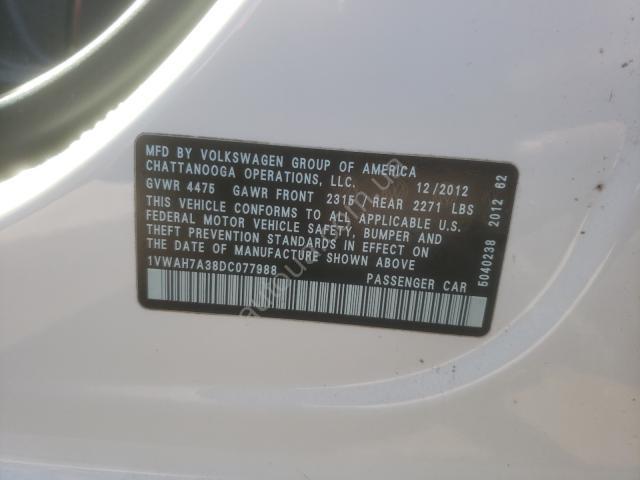 MFD BY VOLKSWAGEN GROUP OF AMERICA
CHATTANOOGA OPERATIONS, LLC. 12/2012
GVWR 4475 GAWR FRONT 2315 / REAR 2271 LBS
THIS VEHICLE CONFORMS TO ALL APPLICABLE U.S.
FEDERAL MOTOR VEHICLE SAFETY, BUMPER AND
THEFT PREVENTION STANDARDS IN EFFECT ON
THE DATE OF MANUFACTURE SHOWN ABOVE
1VWAH7A38DC077988
PASSENGER CAR
5040238 2012 62